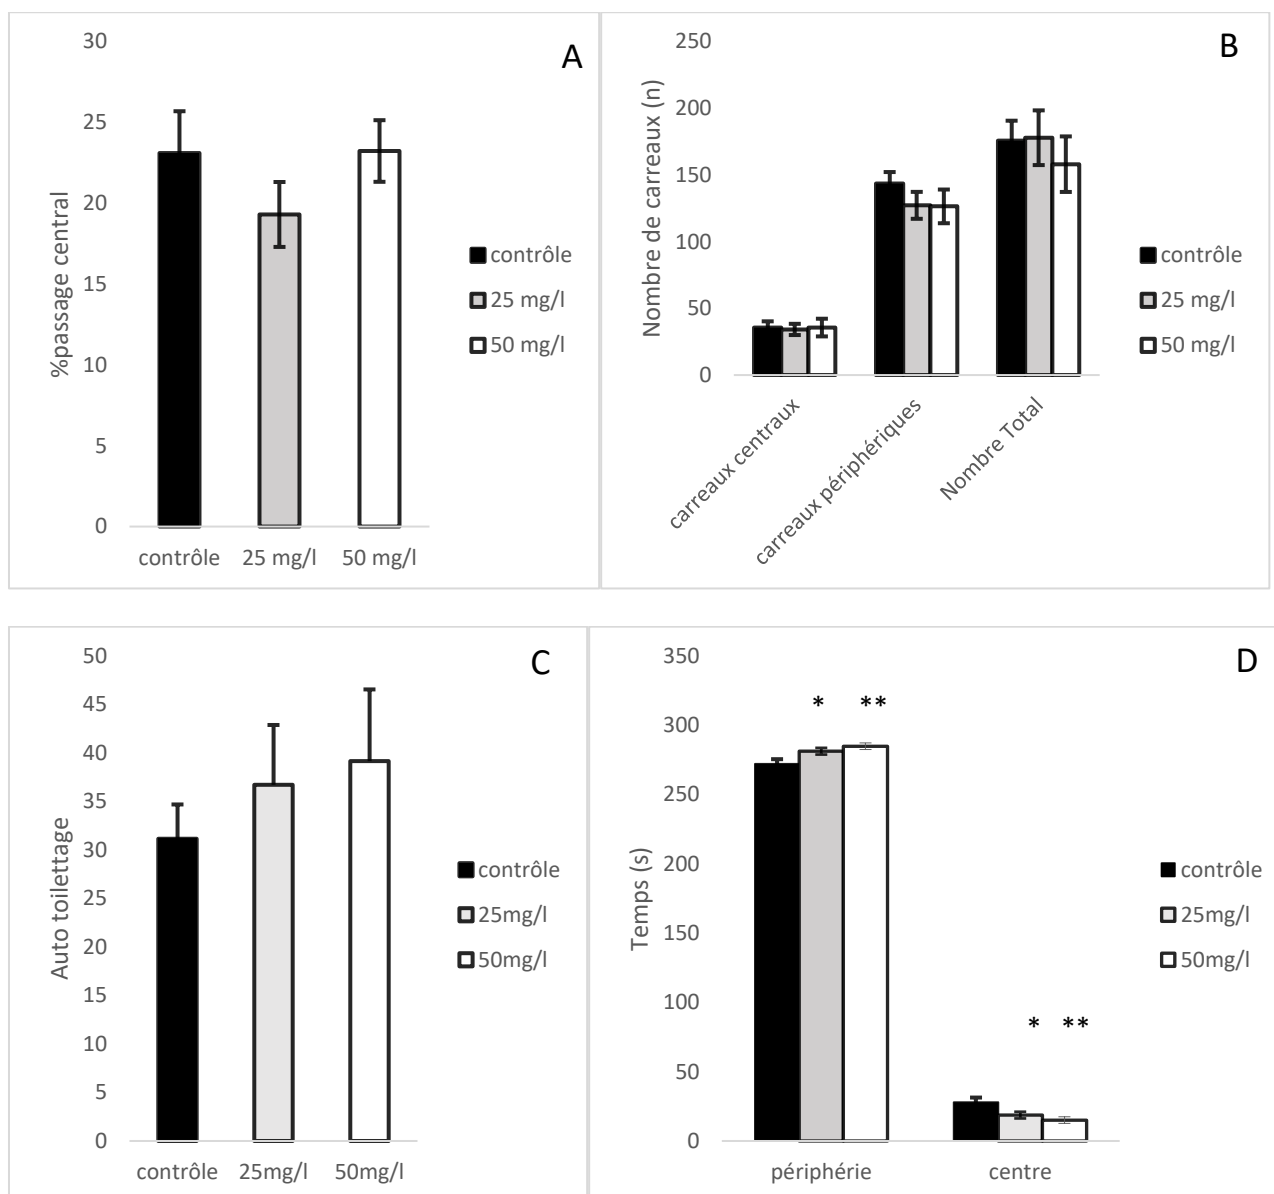 A
30
25
20
15
10
5
0
%passage central
contrôle 25 mg/l 50 mg/l
contrôle
25 mg/l
50 mg/l
B
250
200
150
100
50
0
Nombre de carreaux (n)
carreaux centraux
carreaux périphériques
Nombre Total
contrôle
25 mg/l
50 mg/l
C
50
45
40
35
30
25
20
15
10
5
0
Auto toilettage
contrôle 25mg/l 50mg/l
contrôle
25mg/l
50mg/l
D
350
300
250
200
150
100
50
0
Temps (s)
* **
* **
périphérie centre
contrôle
25mg/l
50mg/l